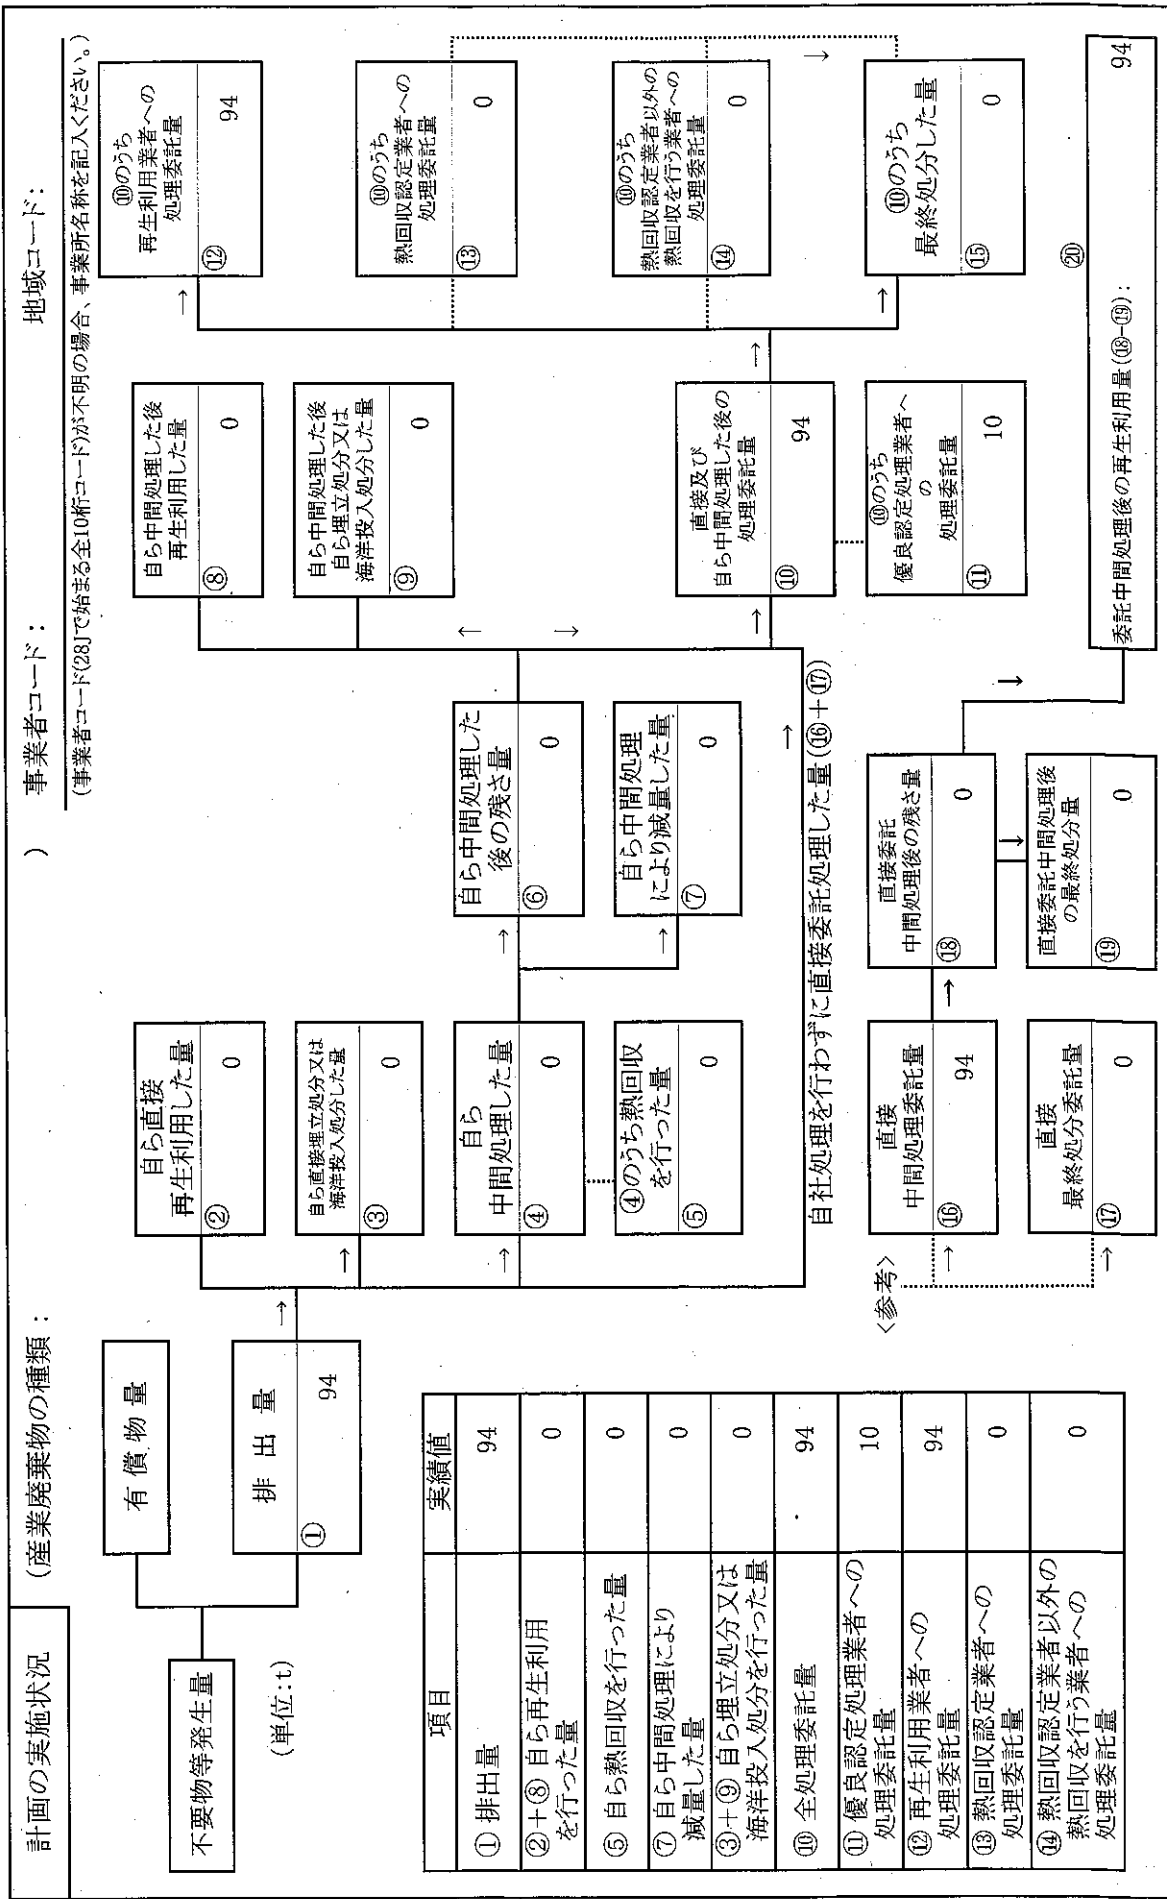 計画の実施状況
(産業廃棄物の種類：
)
事業者コード：
地域コード：
(事業者コード(「28」で始まる全10桁コード)が不明の場合、事業所名称を記入ください。)
不要物等発生量
(単位：t)
有償物量
排出量
① 94
自ら直接
再生利用した量
② 0
自ら直接埋立処分又は
海洋投入処分した量
③ 0
自ら
中間処理した量
④ 0
④のうち熱回収
を行った量
⑤ 0
自ら中間処理した
後の残さ量
⑥ 0
自ら中間処理
により減量した量
⑦ 0
自ら中間処理した後
再生利用した量
⑧ 0
自ら中間処理した後
自ら埋立処分又は
海洋投入処分した量
⑨ 0
直接及び
自ら中間処理した後の
処理委託量
⑩ 94
⑩のうち
優良認定処理業者へ
の
処理委託量
⑪ 10
⑩のうち
再生利用業者への
処理委託量
⑫ 94
⑩のうち
熱回収認定業者への
処理委託量
⑬ 0
⑩のうち
熱回収認定業者以外の
熱回収を行う業者への
処理委託量
⑭ 0
⑩のうち
最終処分した量
⑮ 0
自社処理を行わずに直接委託処理した量(⑯+⑰)
<参考>
直接
中間処理委託量
⑯ 94
直接
最終処分委託量
⑰ 0
直接委託
中間処理後の残さ量
⑱ 0
直接委託中間処理後
の最終処分量
⑲ 0
⑳
委託中間処理後の再生利用量(⑱-⑲)： 94
項目 実績値
① 排出量 94
②+⑧ 自ら再生利用
を行った量 0
⑤ 自ら熱回収を行った量 0
⑦ 自ら中間処理により
減量した量 0
③+⑨ 自ら埋立処分又は
海洋投入処分を行った量 0
⑩ 全処理委託量 94
⑪ 優良認定処理業者への
処理委託量 10
⑫ 再生利用業者への
処理委託量 94
⑬ 熱回収認定業者への
処理委託量 0
⑭ 熱回収認定業者以外の
熱回収を行う業者への
処理委託量 0